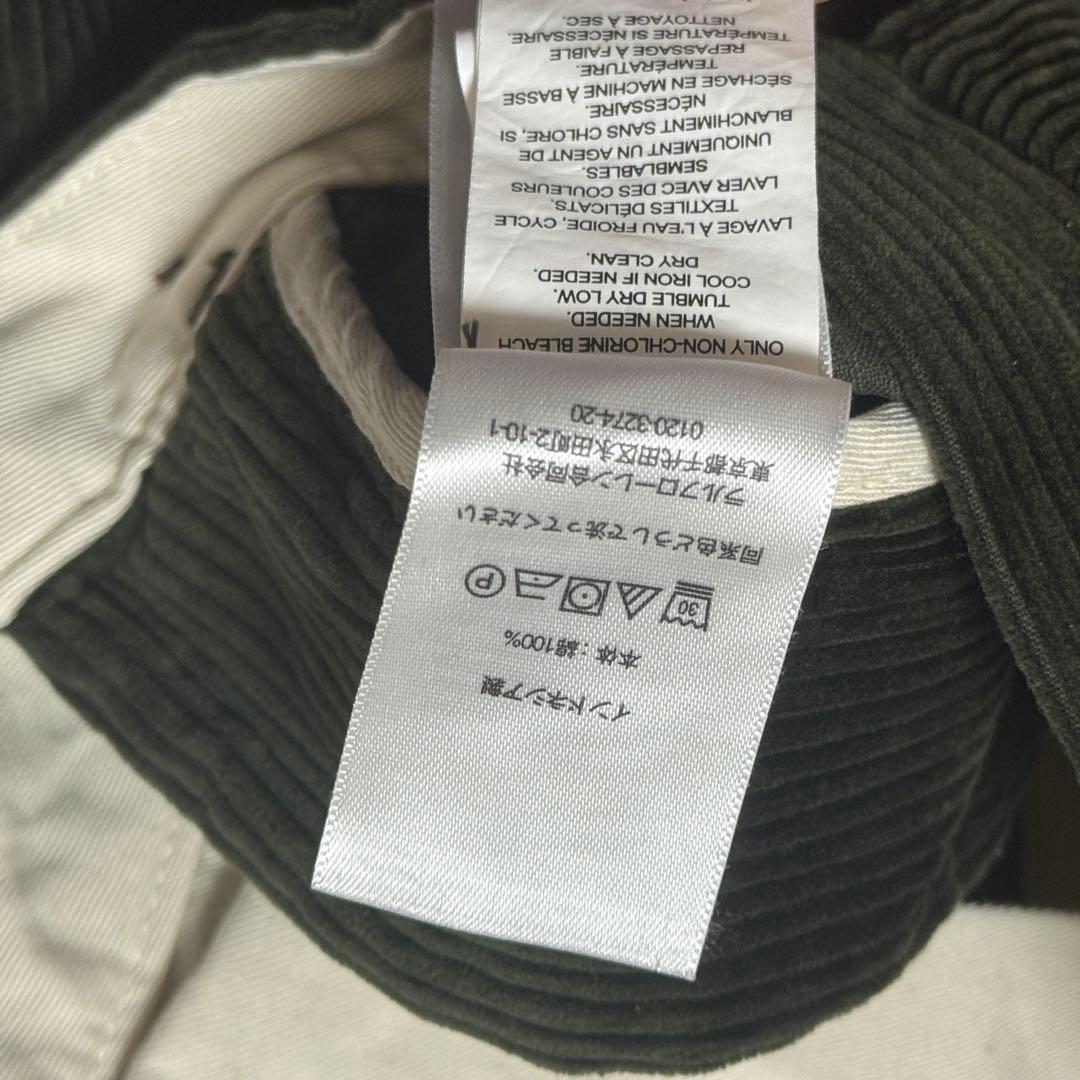 ONLY NON-CHLORINE BLEACH
WHEN NEEDED.
TUMBLE DRY LOW.
COOL IRON IF NEEDED.
DRY CLEAN.
LAVAGE À L'EAU FROIDE, CYCLE
TEXTILES DÉLICATS.
LAVER AVEC DES COULEURS
SEMBLABLES.
UNIQUEMENT UN AGENT DE
BLANCHIMENT SANS CHLORE, SI
NÉCESSAIRE.
SÉCHAGE EN MACHINE À BASSE
TEMPÉRATURE.
REPASSAGE À FAIBLE
TEMPÉRATURE SI NÉCESSAIRE.
NETTOYAGE À SEC.
インドネシア製
本体:綿100%
30
P
同系色どうしで洗ってください
ラルフローレン合同会社
東京都千代田区永田町2-10-1
0120-3274-20